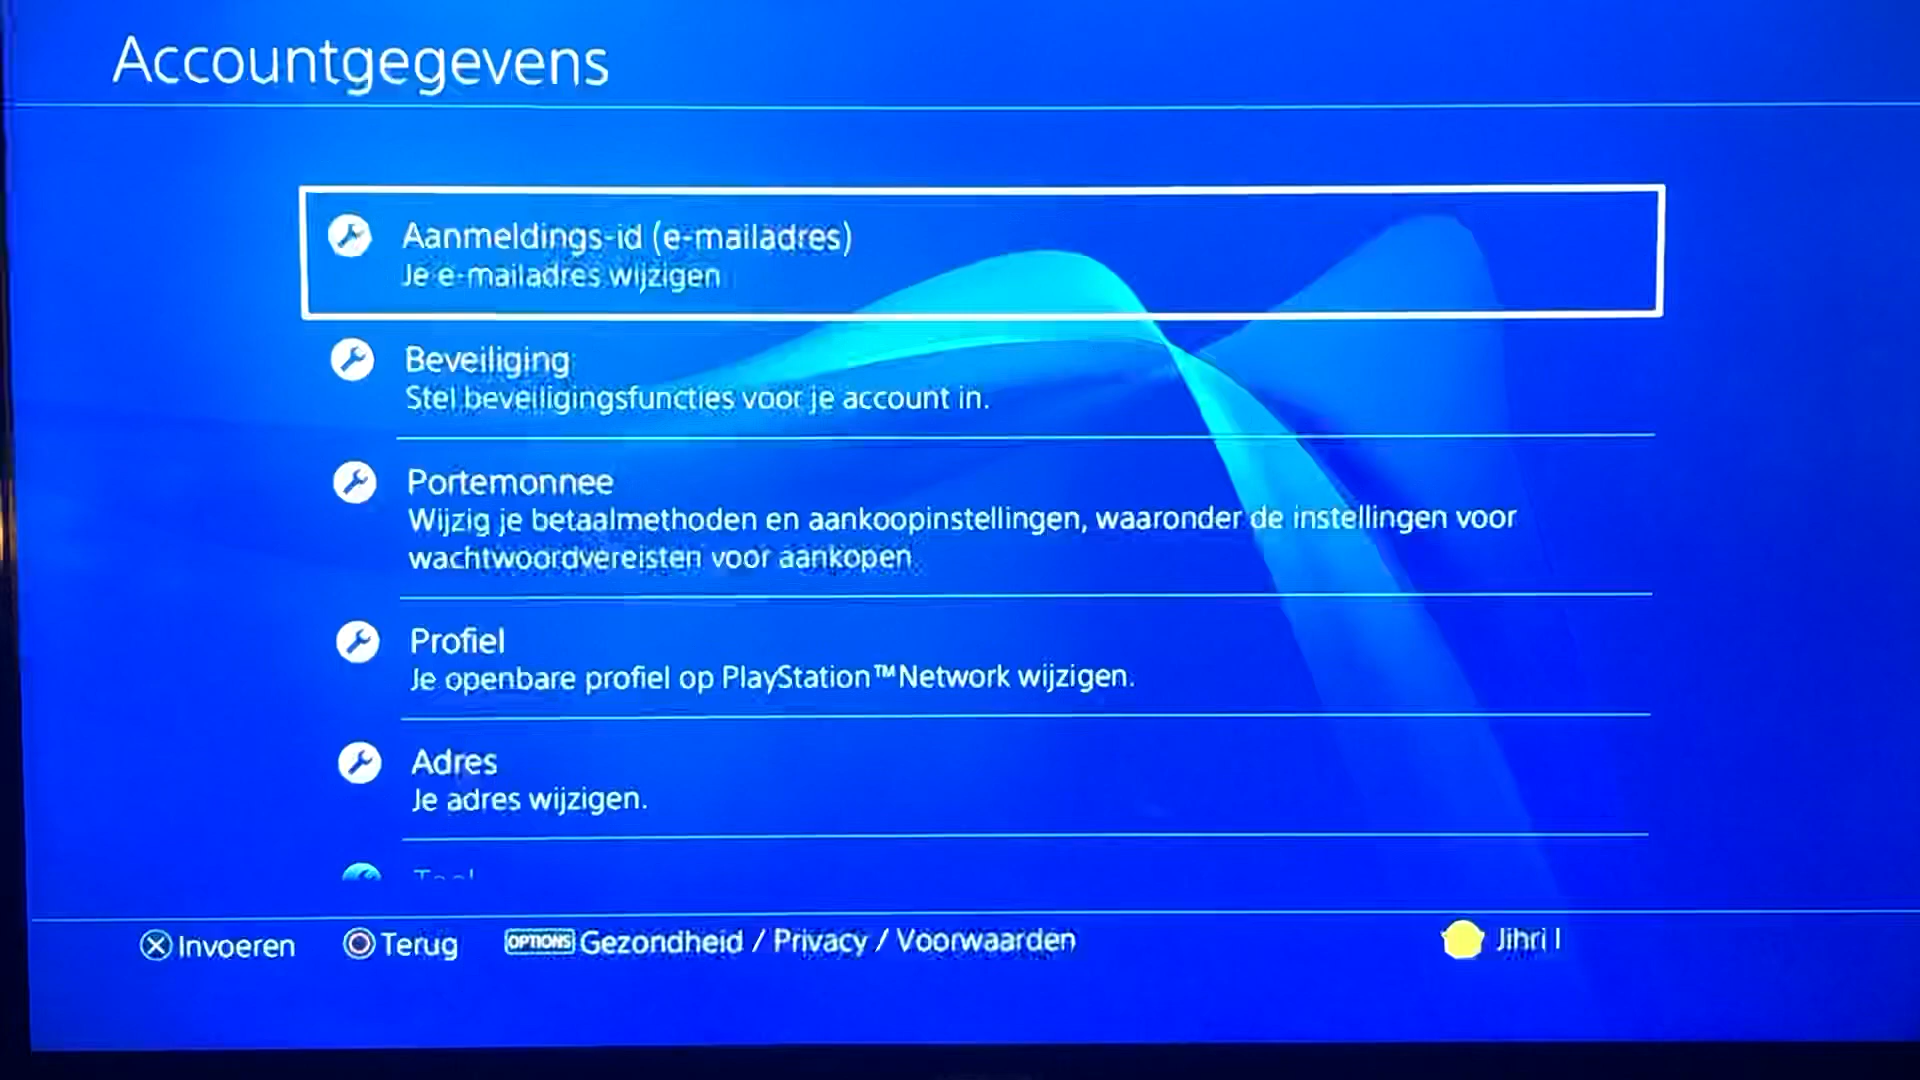 Accountgegevens
Aanmeldings-id (e-mailadres)
Je e-mailadres wijzigen
Beveiliging
Stel beveiligingsfuncties voor je account in.
Portemonnee
Wijzig je betaalmethoden en aankoopinstellingen, waaronder de instellingen voor
wachtwoordvereisten voor aankopen
Profiel
Je openbare profiel op PlayStation™Network wijzigen.
Adres
Je adres wijzigen.
Invoeren Terug OPTIONS Gezondheid / Privacy / Voorwaarden